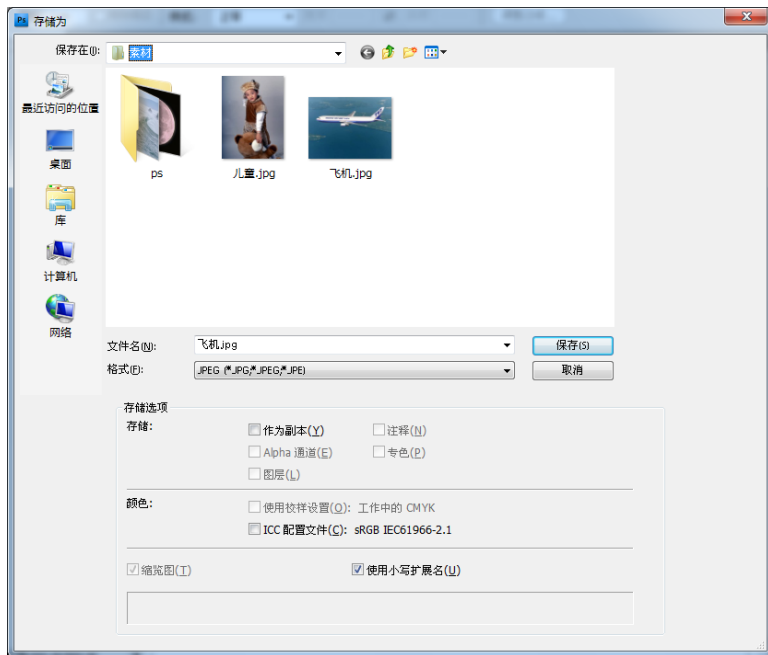 Ps 存储为
保存在(I): 素材
最近访问的位置
桌面
库
计算机
网络
ps
儿童.jpg
飞机.jpg
文件名(N): 飞机.jpg 保存(S)
格式(F): JPEG (*.JPG;*.JPEG;*.JPE) 取消
存储选项
存储: 作为副本(Y) 注释(N)
Alpha 通道(E) 专色(P)
图层(L)
颜色: 使用校样设置(O): 工作中的 CMYK
ICC 配置文件(C): sRGB IEC61966-2.1
缩览图(T) 使用小写扩展名(U)